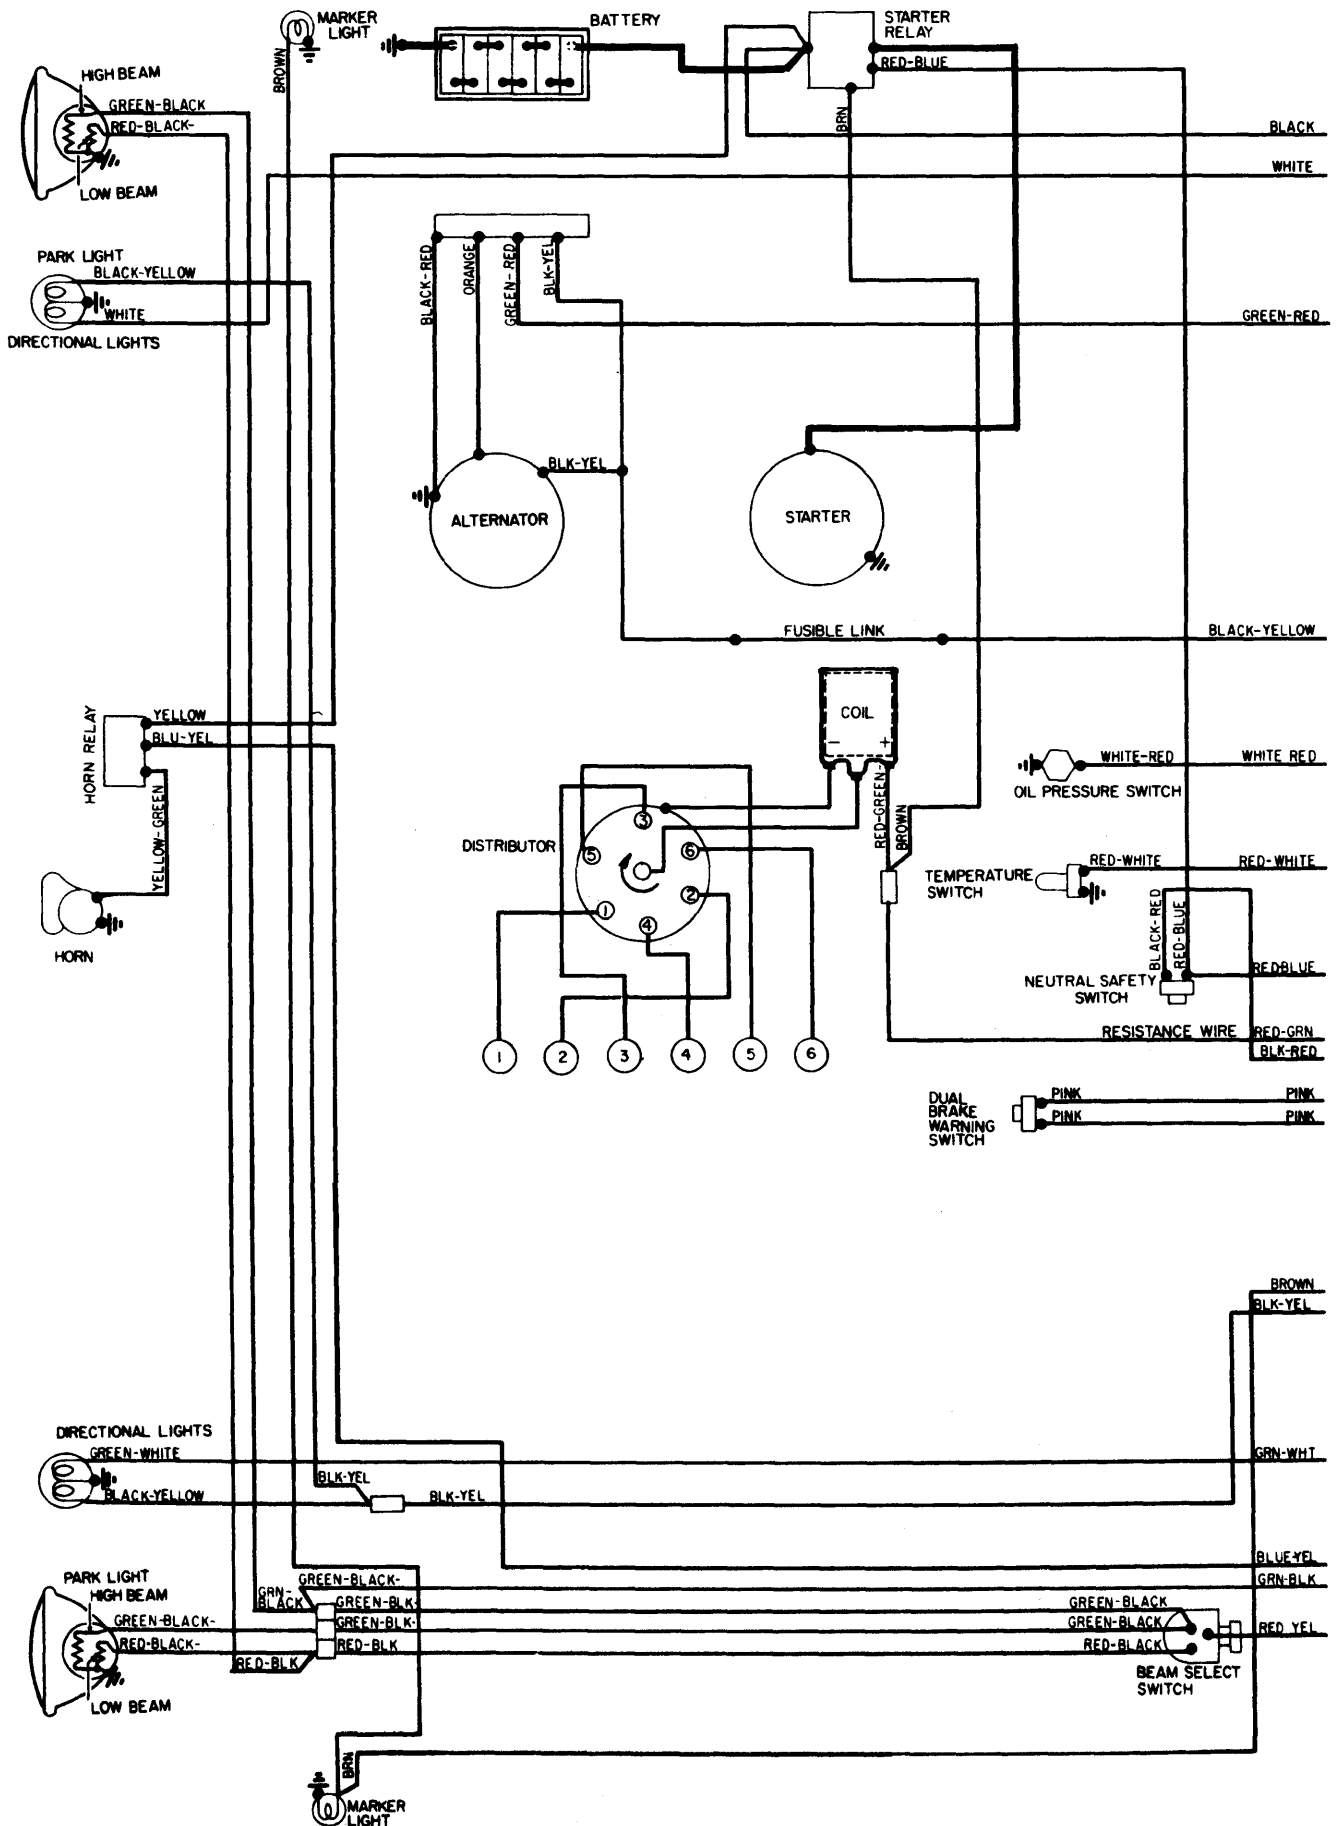 MARKER
LIGHT
BATTERY
STARTER
RELAY
BROWN
RED-BLUE
HIGH BEAM
GREEN-BLACK
RED-BLACK-
LOW BEAM
BRN
BLACK
WHITE
PARK LIGHT
BLACK-YELLOW
WHITE
DIRECTIONAL LIGHTS
BLACK-RED
ORANGE
GREEN-RED
BLK-YEL
GREEN-RED
BLK-YEL
ALTERNATOR
STARTER
FUSIBLE LINK
BLACK-YELLOW
HORN RELAY
YELLOW
BLU-YEL
YELLOW-GREEN
HORN
COIL
- +
RED-GREEN-
BROWN
WHITE-RED
WHITE RED
OIL PRESSURE SWITCH
DISTRIBUTOR
3
5
6
2
1
4
TEMPERATURE
SWITCH
RED-WHITE
RED-WHITE
BLACK-RED
RED-BLUE
NEUTRAL SAFETY
SWITCH
REDBLUE
RESISTANCE WIRE
RED-GRN
BLK-RED
1 2 3 4 5 6
DUAL
BRAKE
WARNING
SWITCH
PINK
PINK
PINK
PINK
BROWN
BLK-YEL
DIRECTIONAL LIGHTS
GREEN-WHITE
GRN-WHT
BLACK-YELLOW
BLK-YEL
BLK-YEL
BLUE-YEL
GRN-BLK
PARK LIGHT
HIGH BEAM
GREEN-BLACK-
RED-BLACK-
LOW BEAM
GRN-
BLACK
GREEN-BLACK-
GREEN-BLK-
GREEN-BLK-
RED-BLK
RED-BLK
GREEN-BLACK
GREEN-BLACK
RED-BLACK
RED YEL
BEAM SELECT
SWITCH
BRN
MARKER
LIGHT